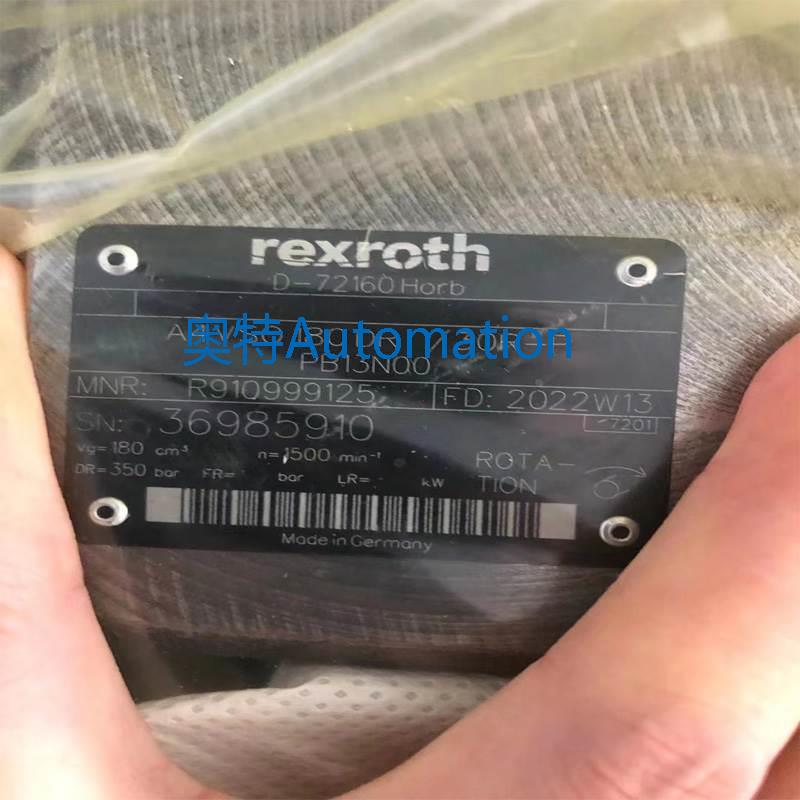 rexroth
D-72160 Horb
奥特Automation
PB13N00
MNR: R910999125 FD: 2022W13
SN: 36985910 7201
Vg= 180 cm³ n= 1500 min⁻¹
DR= 350 bar FR= bar LR= kW
ROTA-
TION
Made in Germany